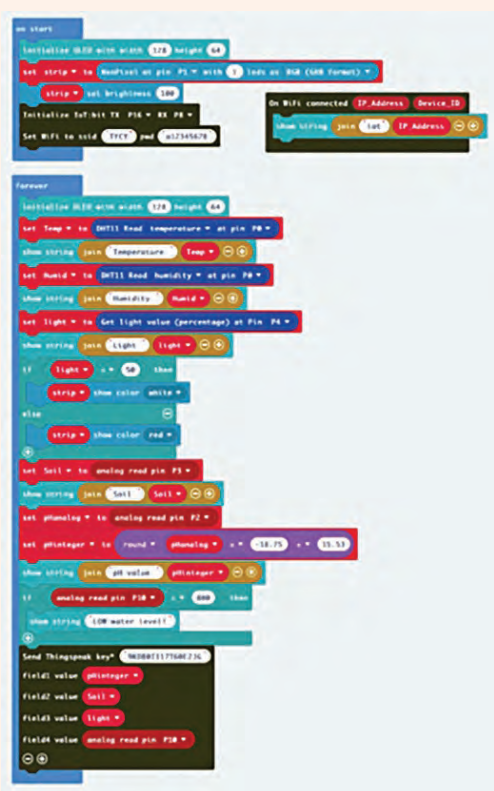 on start
initialize OLED with width 128 height 64
set strip to NeoPixel at pin P1 with leds as RGB (GRB format)
strip set brightness 100
Initialize IoT:bit TX P16 RX P8
Set WiFi to ssid TYCY pwd a12345678
On WiFi connected IP_Address Device_ID
show string join iot IP_Address
forever
initialize OLED with width 128 height 64
set Temp to DHT11 Read temperature at pin P0
show string join Temperature Temp
set Humid to DHT11 Read humidity at pin P0
show string join Humidity Humid
set light to Get light value (percentage) at Pin P4
show string join Light light
if light 50 then
strip show color white
else
strip show color red
set Soil to analog read pin P3
show string join Soil Soil
set pHanalog to analog read pin P2
set pHinteger to round pHanalog -18.75 35.53
show string join pH value pHinteger
if analog read pin P10 800 then
show string LOW water level!
Send Thingspeak key*
field1 value pHinteger
field2 value Soil
field3 value light
field4 value analog read pin P10